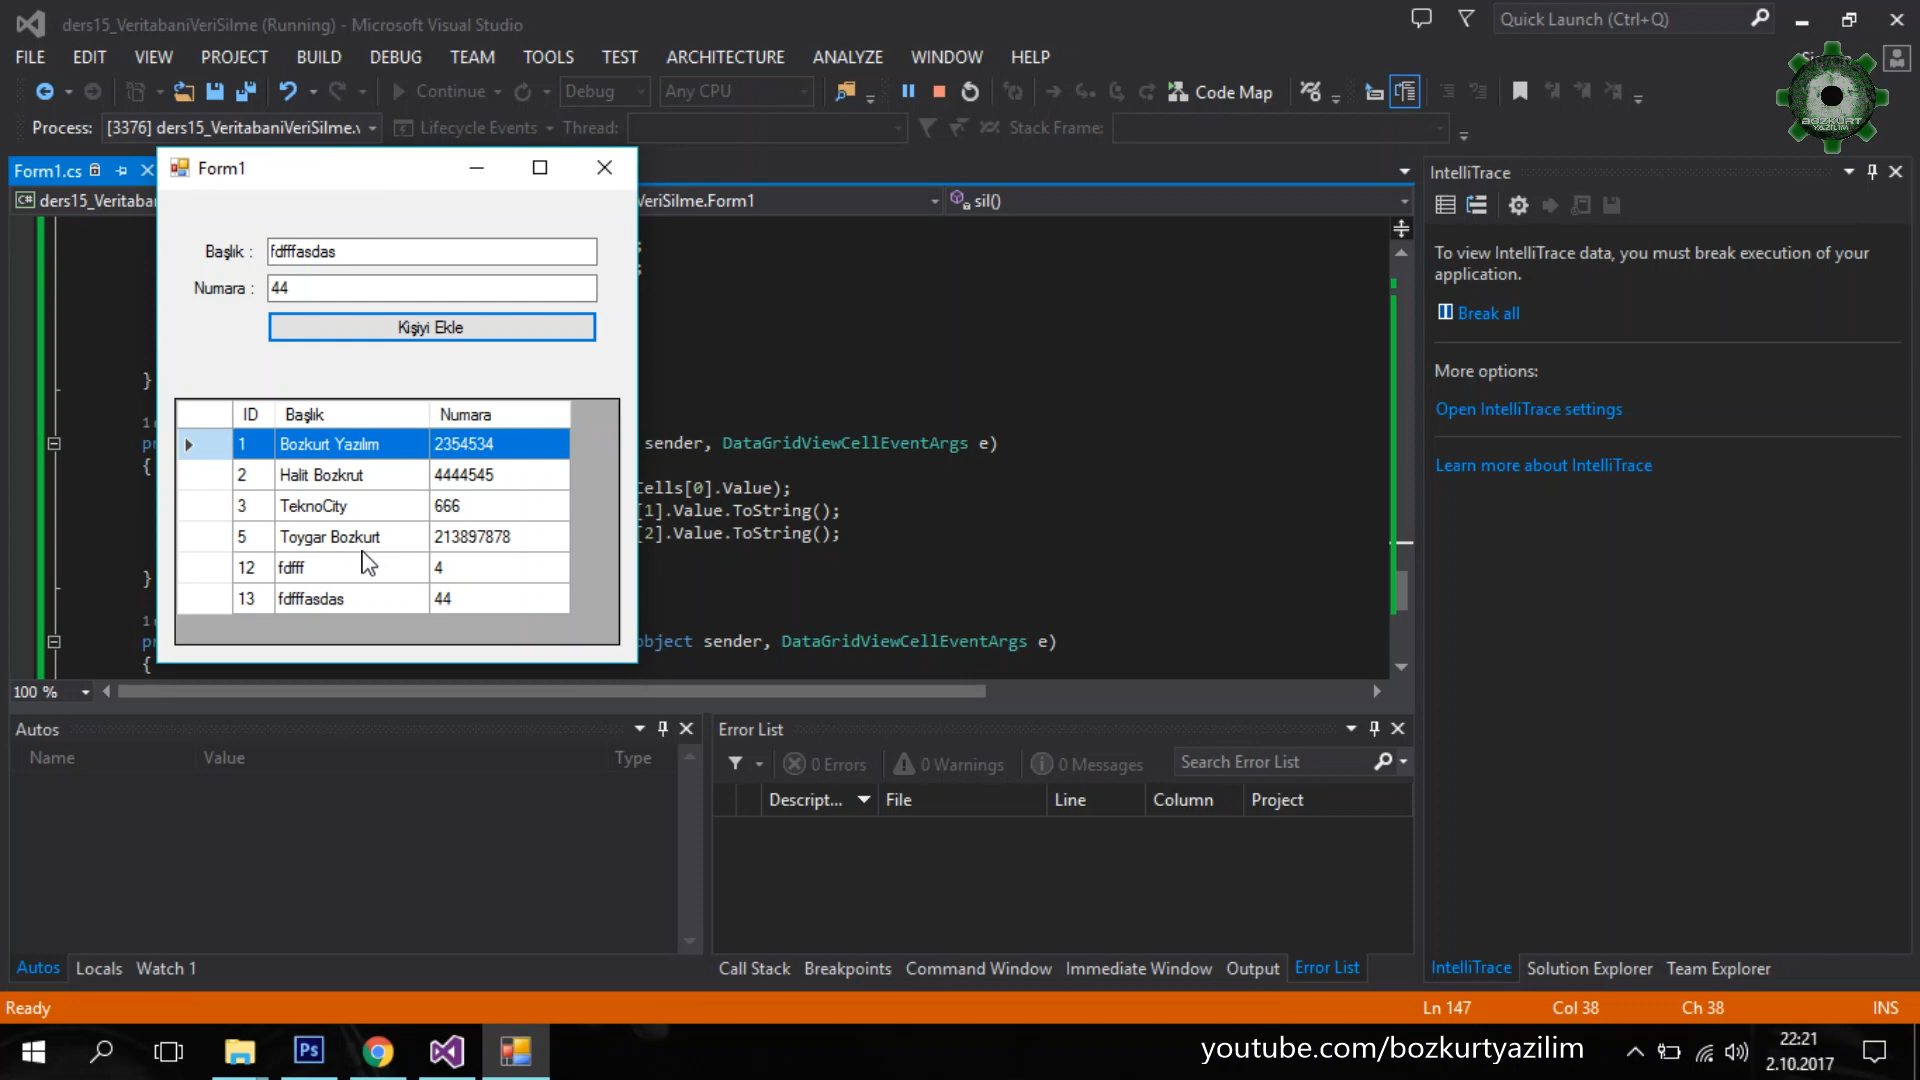 ders15_VeritabaniVeriSilme (Running) - Microsoft Visual Studio
Quick Launch (Ctrl+Q)
FILE EDIT VIEW PROJECT BUILD DEBUG TEAM TOOLS TEST ARCHITECTURE ANALYZE WINDOW HELP
Continue Debug Any CPU Code Map
BOZKURT
YAZILIM
Process: [3376] ders15_VeritabaniVeriSilme.v Lifecycle Events Thread: Stack Frame:
Form1.cs
Form1
ders15_Veritabar
VeriSilme.Form1
sil()
Başlık : fdfffasdas
Numara : 44
Kişiyi Ekle
ID Başlık Numara
1 Bozkurt Yazılım 2354534
2 Halit Bozkrut 4444545
3 TeknoCity 666
5 Toygar Bozkurt 213897878
12 fdfff 4
13 fdfffasdas 44
;
;
}
sender, DataGridViewCellEventArgs e)
{
Cells[0].Value);
[1].Value.ToString();
[2].Value.ToString();
}
object sender, DataGridViewCellEventArgs e)
{
100 %
IntelliTrace
To view IntelliTrace data, you must break execution of your
application.
Break all
More options:
Open IntelliTrace settings
Learn more about IntelliTrace
Autos
Name Value Type
Error List
0 Errors 0 Warnings 0 Messages Search Error List
Descript... File Line Column Project
Autos Locals Watch 1
Call Stack Breakpoints Command Window Immediate Window Output Error List
IntelliTrace Solution Explorer Team Explorer
Ready Ln 147 Col 38 Ch 38 INS
Ps
youtube.com/bozkurtyazilim
22:21
2.10.2017